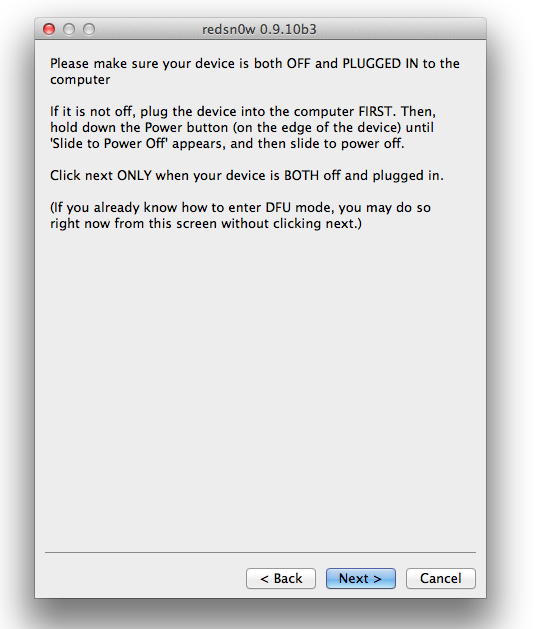 redsn0w 0.9.10b3
Please make sure your device is both OFF and PLUGGED IN to the
computer
If it is not off, plug the device into the computer FIRST. Then,
hold down the Power button (on the edge of the device) until
'Slide to Power Off' appears, and then slide to power off.
Click next ONLY when your device is BOTH off and plugged in.
(If you already know how to enter DFU mode, you may do so
right now from this screen without clicking next.)
< Back
Next >
Cancel